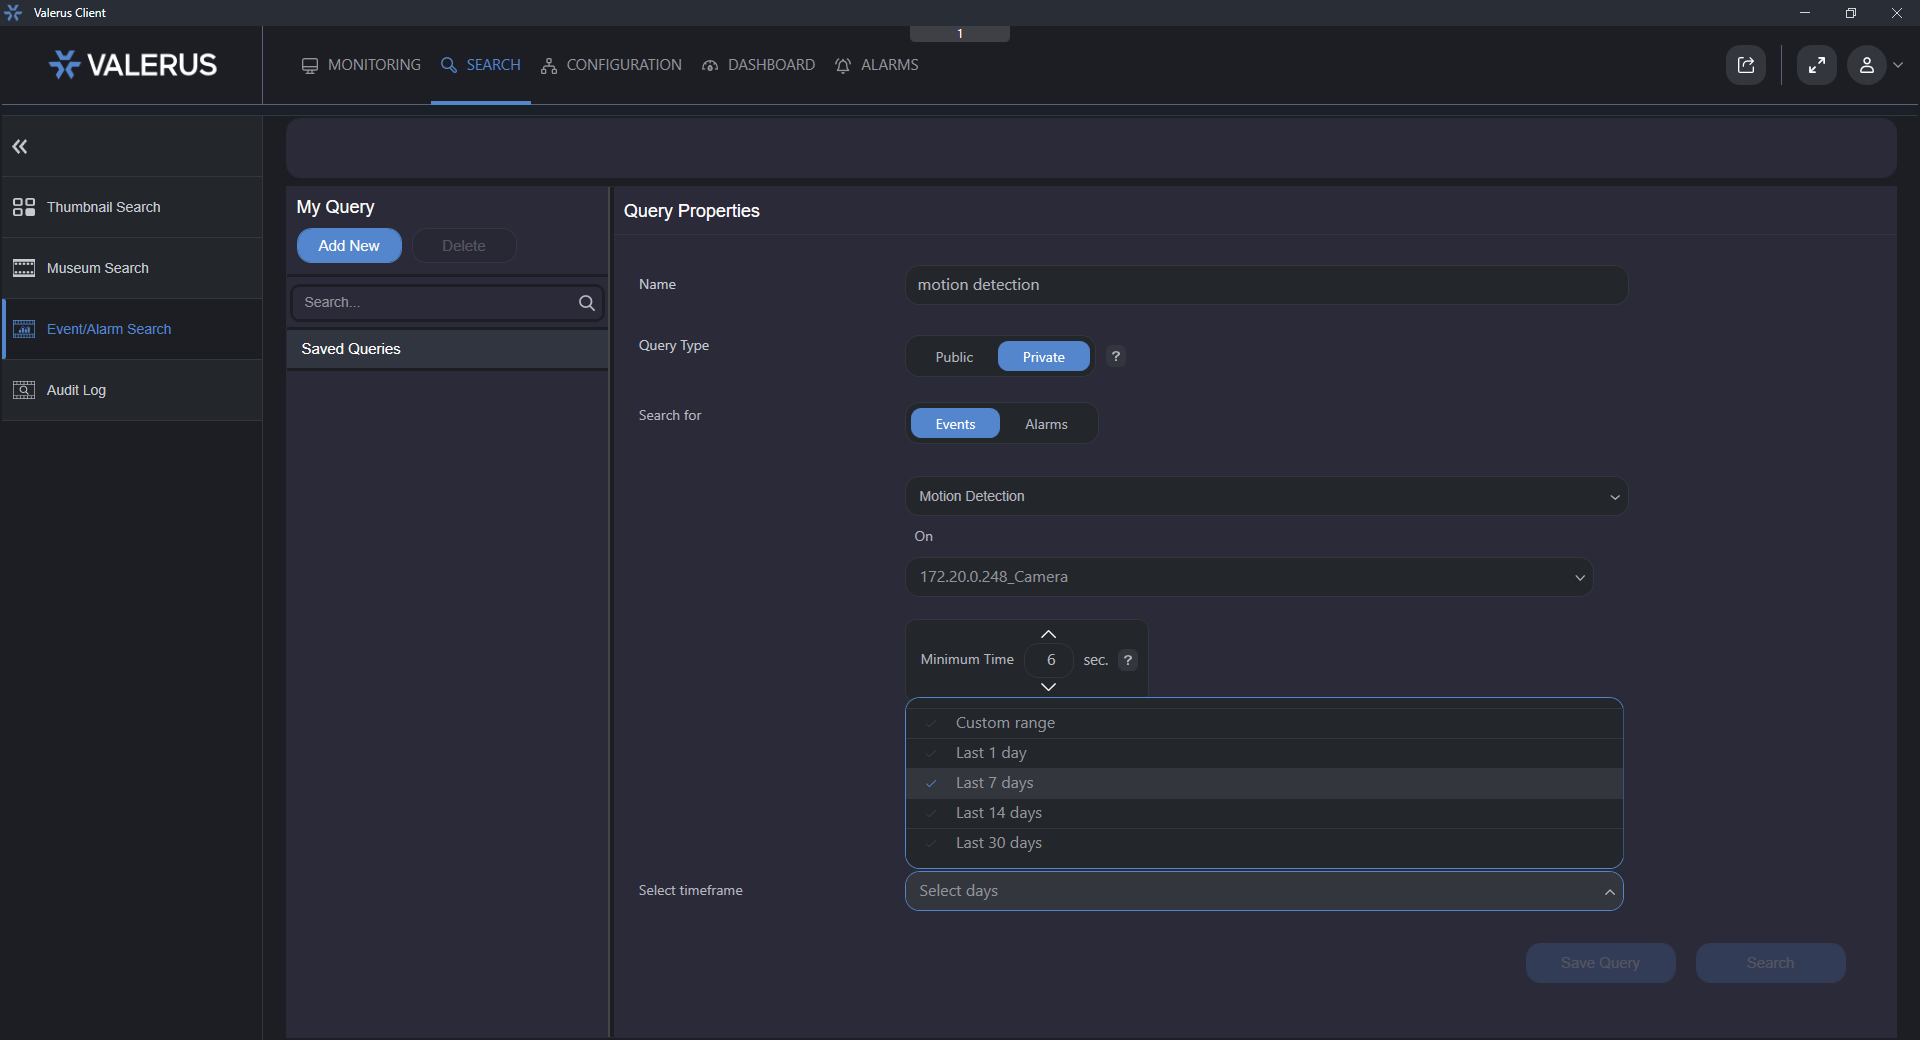 Valerus Client
1
VALERUS
MONITORING
SEARCH
CONFIGURATION
DASHBOARD
ALARMS
Thumbnail Search
Museum Search
Event/Alarm Search
Audit Log
My Query
Add New
Delete
Search...
Saved Queries
Query Properties
Name
motion detection
Query Type
Public
Private
?
Search for
Events
Alarms
Motion Detection
On
172.20.0.248_Camera
Minimum Time 6 sec. ?
Custom range
Last 1 day
Last 7 days
Last 14 days
Last 30 days
Select timeframe
Select days
Save Query
Search